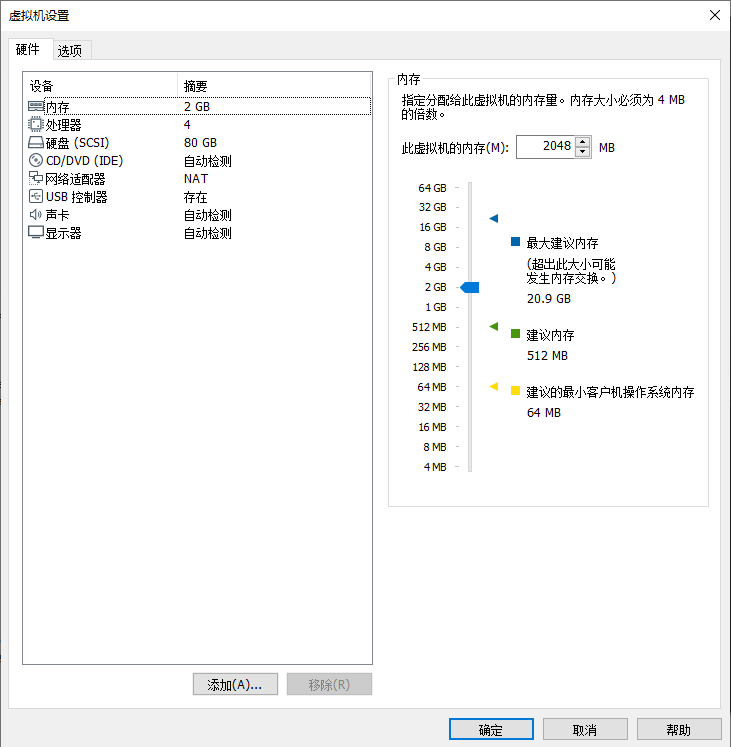 虚拟机设置
硬件 选项
设备 摘要
内存 2 GB
处理器 4
硬盘 (SCSI) 80 GB
CD/DVD (IDE) 自动检测
网络适配器 NAT
USB 控制器 存在
声卡 自动检测
显示器 自动检测
添加(A)... 移除(R)
内存
指定分配给此虚拟机的内存量。内存大小必须为 4 MB
的倍数。
此虚拟机的内存(M): 2048 MB
64 GB
32 GB
16 GB
8 GB
4 GB
2 GB
1 GB
512 MB
256 MB
128 MB
64 MB
32 MB
16 MB
8 MB
4 MB
最大建议内存
(超出此大小可能
发生内存交换。)
20.9 GB
建议内存
512 MB
建议的最小客户机操作系统内存
64 MB
确定 取消 帮助